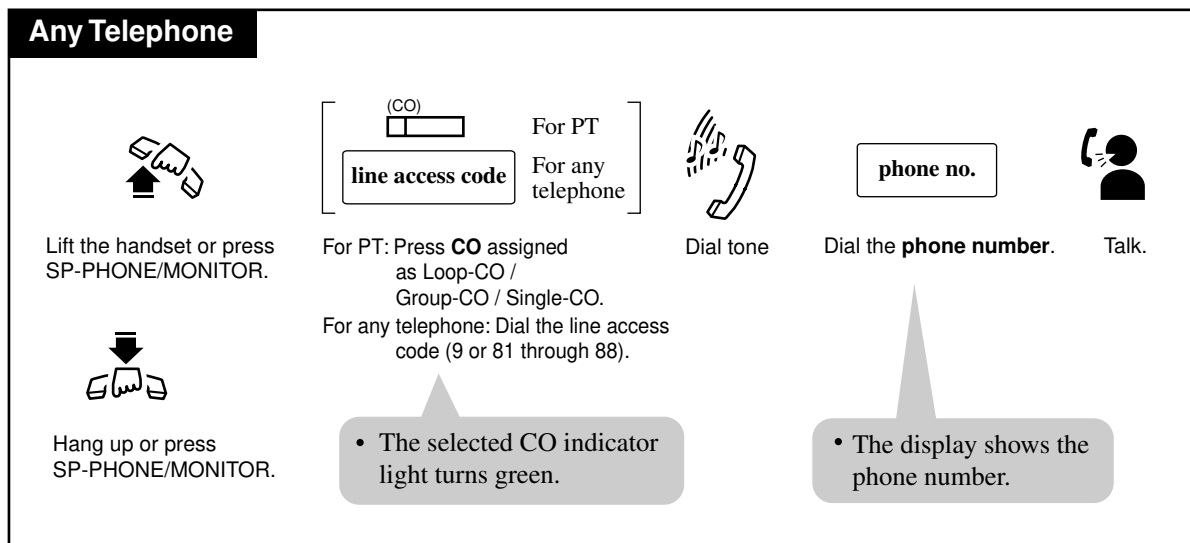 Any Telephone
(CO)
For PT
line access code
For any
telephone
Lift the handset or press
SP-PHONE/MONITOR.
For PT: Press CO assigned
as Loop-CO /
Group-CO / Single-CO.
For any telephone: Dial the line access
code (9 or 81 through 88).
Dial tone
phone no.
Dial the phone number.
Talk.
Hang up or press
SP-PHONE/MONITOR.
• The selected CO indicator
light turns green.
• The display shows the
phone number.